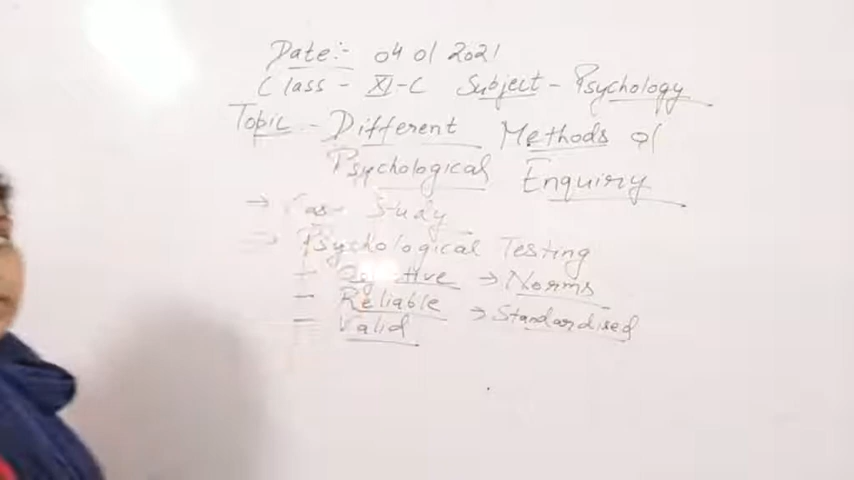 Date:- 04 01 2021
Class - XI-C Subject - Psychology
Topic - Different Methods of
Psychological Enquiry
→ Study
→ Psychological Testing
- → Norms
- Reliable → Standardised
- Valid